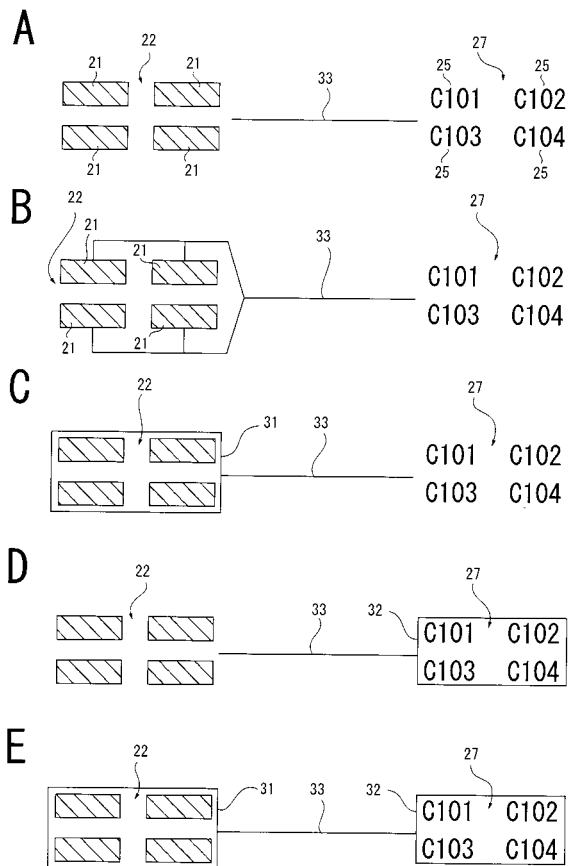 A
22 27
21 21 33 25 25
C101 C102
C103 C104
21 21 25 25
B
22 21 21 33 27
C101 C102
C103 C104
21 21
C
22 31 33 27
C101 C102
C103 C104
D
22 33 32 27
C101 C102
C103 C104
E
22 31 33 32 27
C101 C102
C103 C104